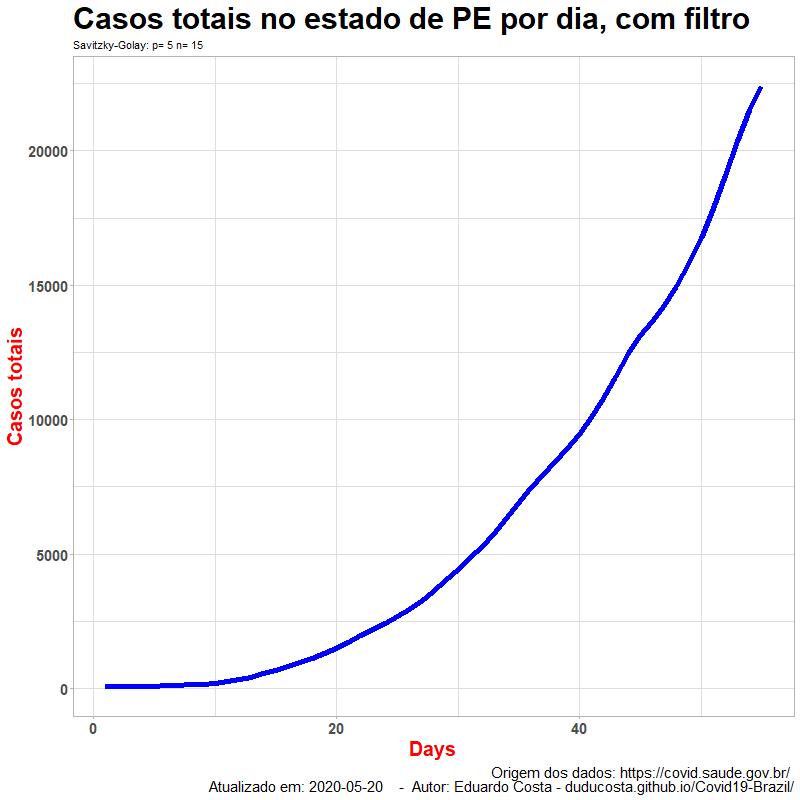 Casos totais no estado de PE por dia, com filtro
Savitzky-Golay: p= 5 n= 15
20000
15000
10000
5000
0
Casos totais
0 20 40
Days
Origem dos dados: https://covid.saude.gov.br/
Atualizado em: 2020-05-20 - Autor: Eduardo Costa - duducosta.github.io/Covid19-Brazil/